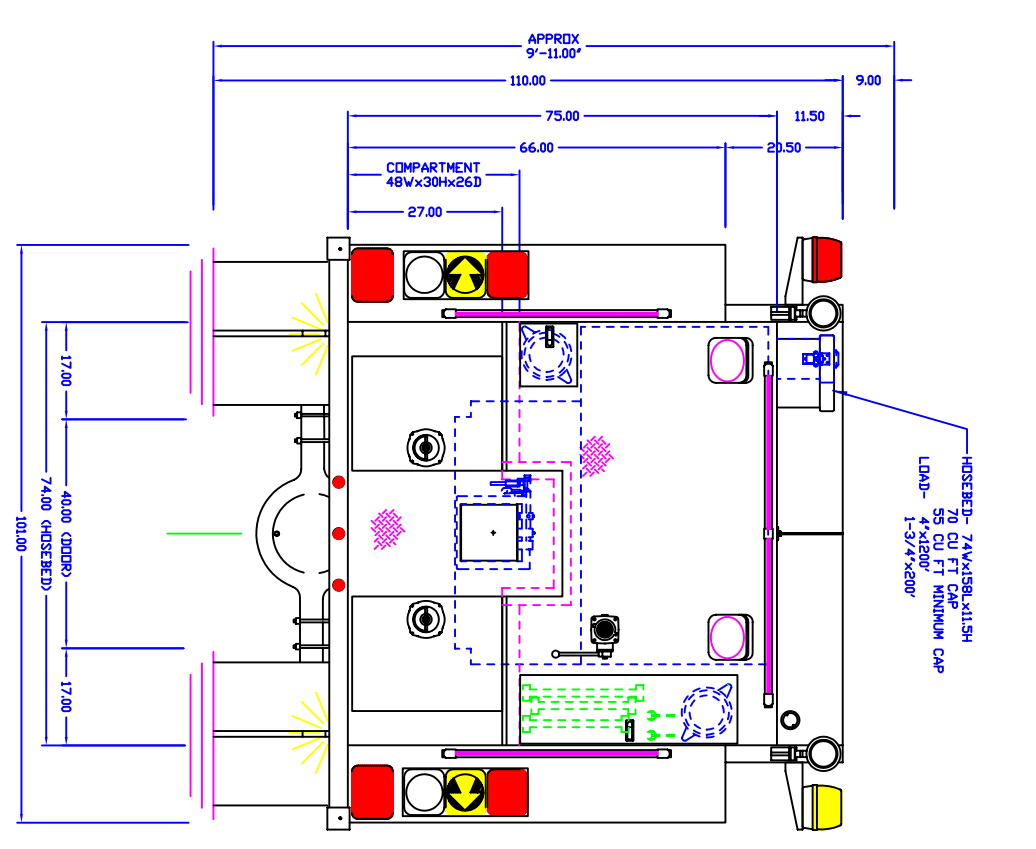 APPROX
9'-11.00"
110.00
9.00
75.00
11.50
66.00
20.50
COMPARTMENT
48Wx30Hx26D
27.00
HOSEBED- 74Wx158Lx11.5H
70 CU FT CAP
55 CU FT MINIMUM CAP
LOAD- 4"x1200'
1-3/4"x200'
17.00
40.00 (DOOR)
17.00
74.00 (HOSEBED)
101.00